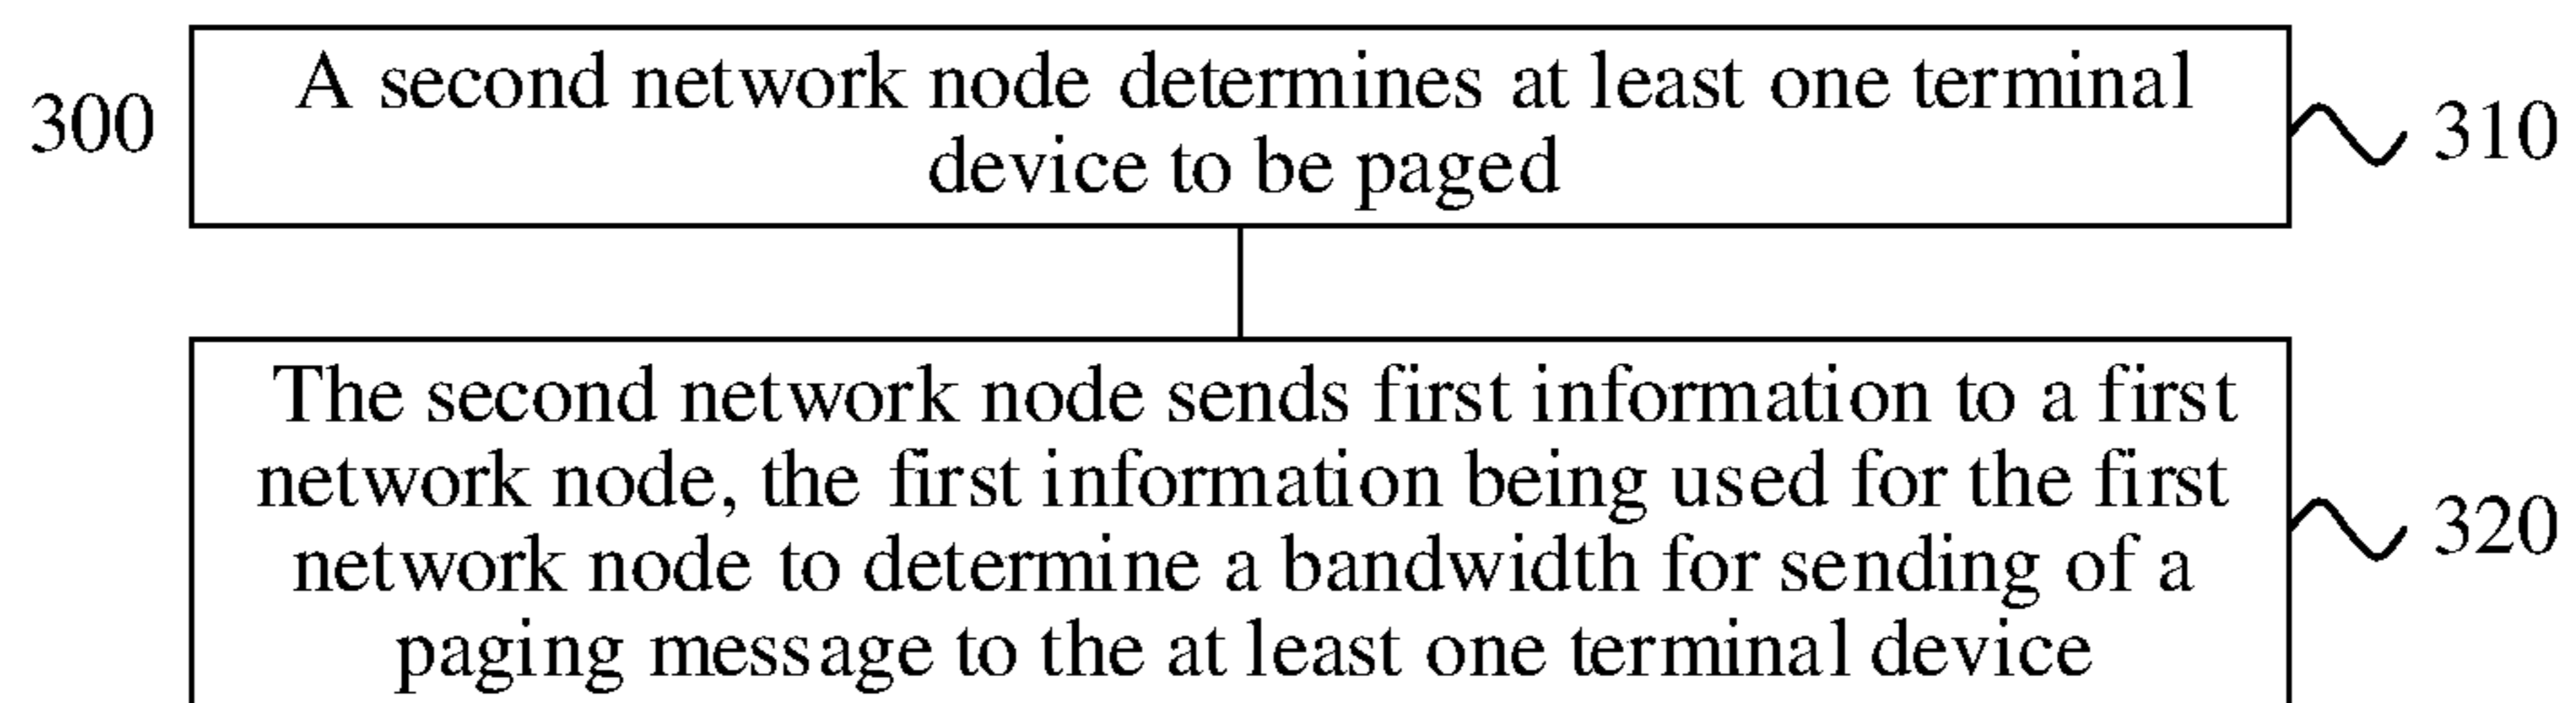 300
A second network node determines at least one terminal
device to be paged
310
The second network node sends first information to a first
network node, the first information being used for the first
network node to determine a bandwidth for sending of a
paging message to the at least one terminal device
320